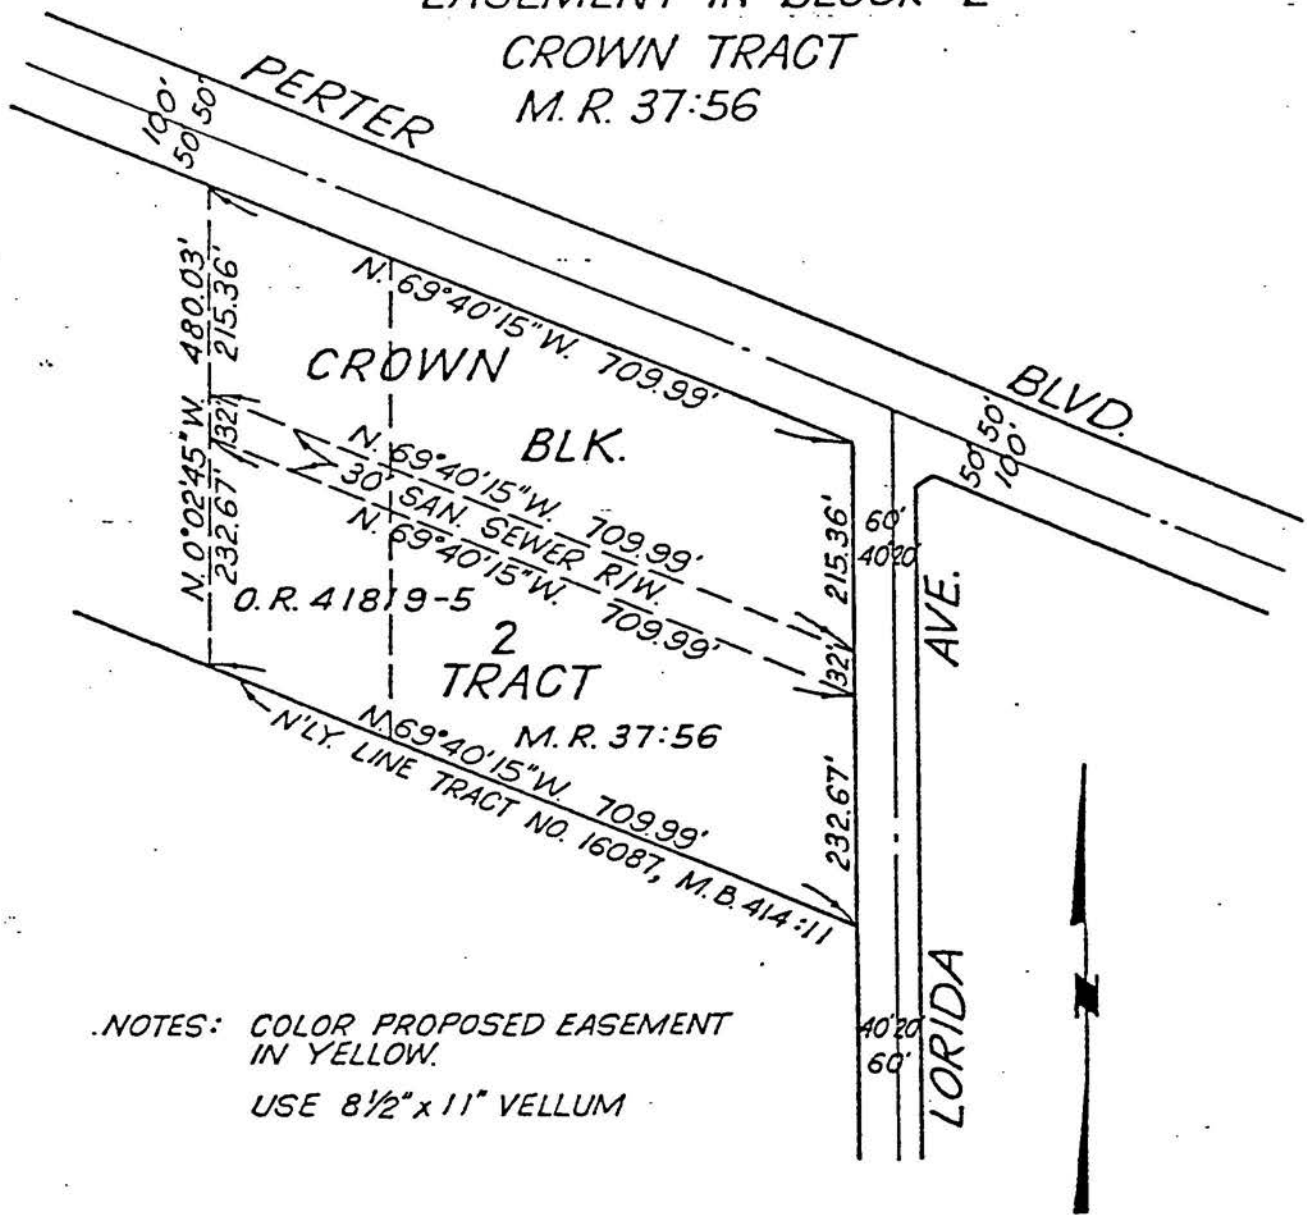 EASEMENT IN BLOCK 2
CROWN TRACT
M. R. 37:56
PERTER
BLVD.
100'
50' 50'
N. 69°40'15"W. 709.99'
N. 0°02'45"W. 480.03'
215.36'
32'
232.67'
CROWN
BLK.
N. 69°40'15"W. 709.99'
30' SAN. SEWER R/W.
N. 69°40'15"W. 709.99'
O.R. 41819-5
2
TRACT
M.R. 37:56
N. 69°40'15"W. 709.99'
N'LY. LINE TRACT NO. 16087, M.B. 414:11
215.36'
32'
232.67'
60'
40' 20'
50' 50'
100'
AVE.
LORIDA
40' 20'
60'
N
NOTES: COLOR PROPOSED EASEMENT
IN YELLOW.
USE 8½" x 11" VELLUM